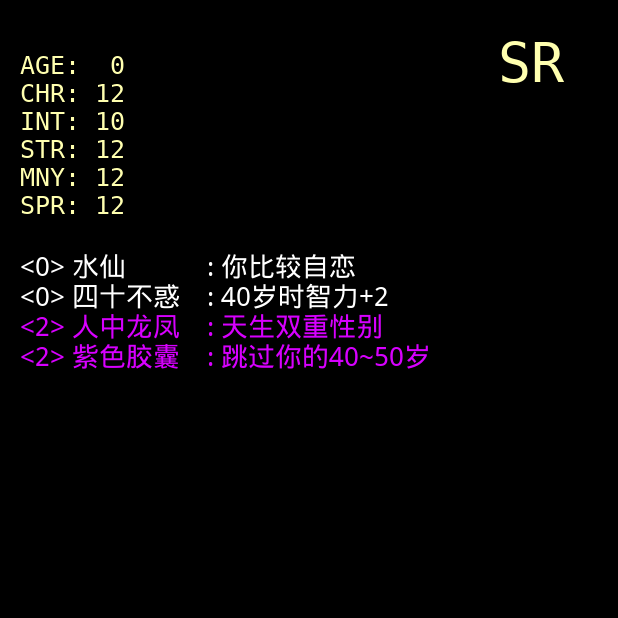 SR
AGE: 0
CHR: 12
INT: 10
STR: 12
MNY: 12
SPR: 12
<0> 水仙 : 你比较自恋
<0> 四十不惑 : 40岁时智力+2
<2> 人中龙凤 : 天生双重性别
<2> 紫色胶囊 : 跳过你的40~50岁